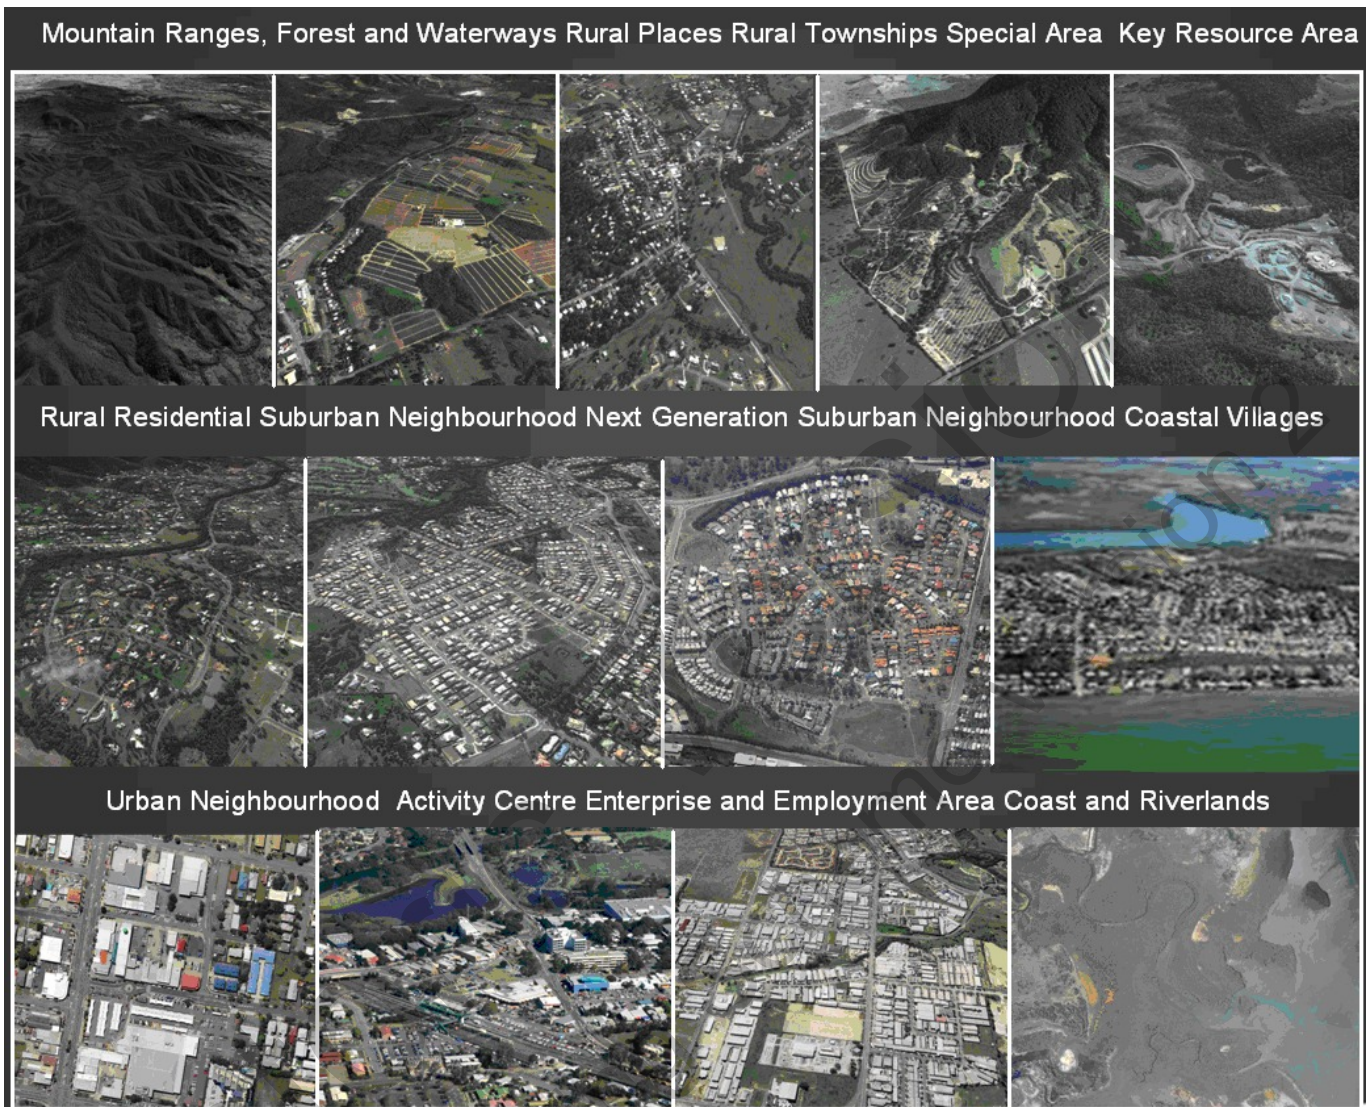 Mountain Ranges, Forest and Waterways Rural Places Rural Townships Special Area Key Resource Area
Rural Residential Suburban Neighbourhood Next Generation Suburban Neighbourhood Coastal Villages
Urban Neighbourhood Activity Centre Enterprise and Employment Area Coast and Riverlands